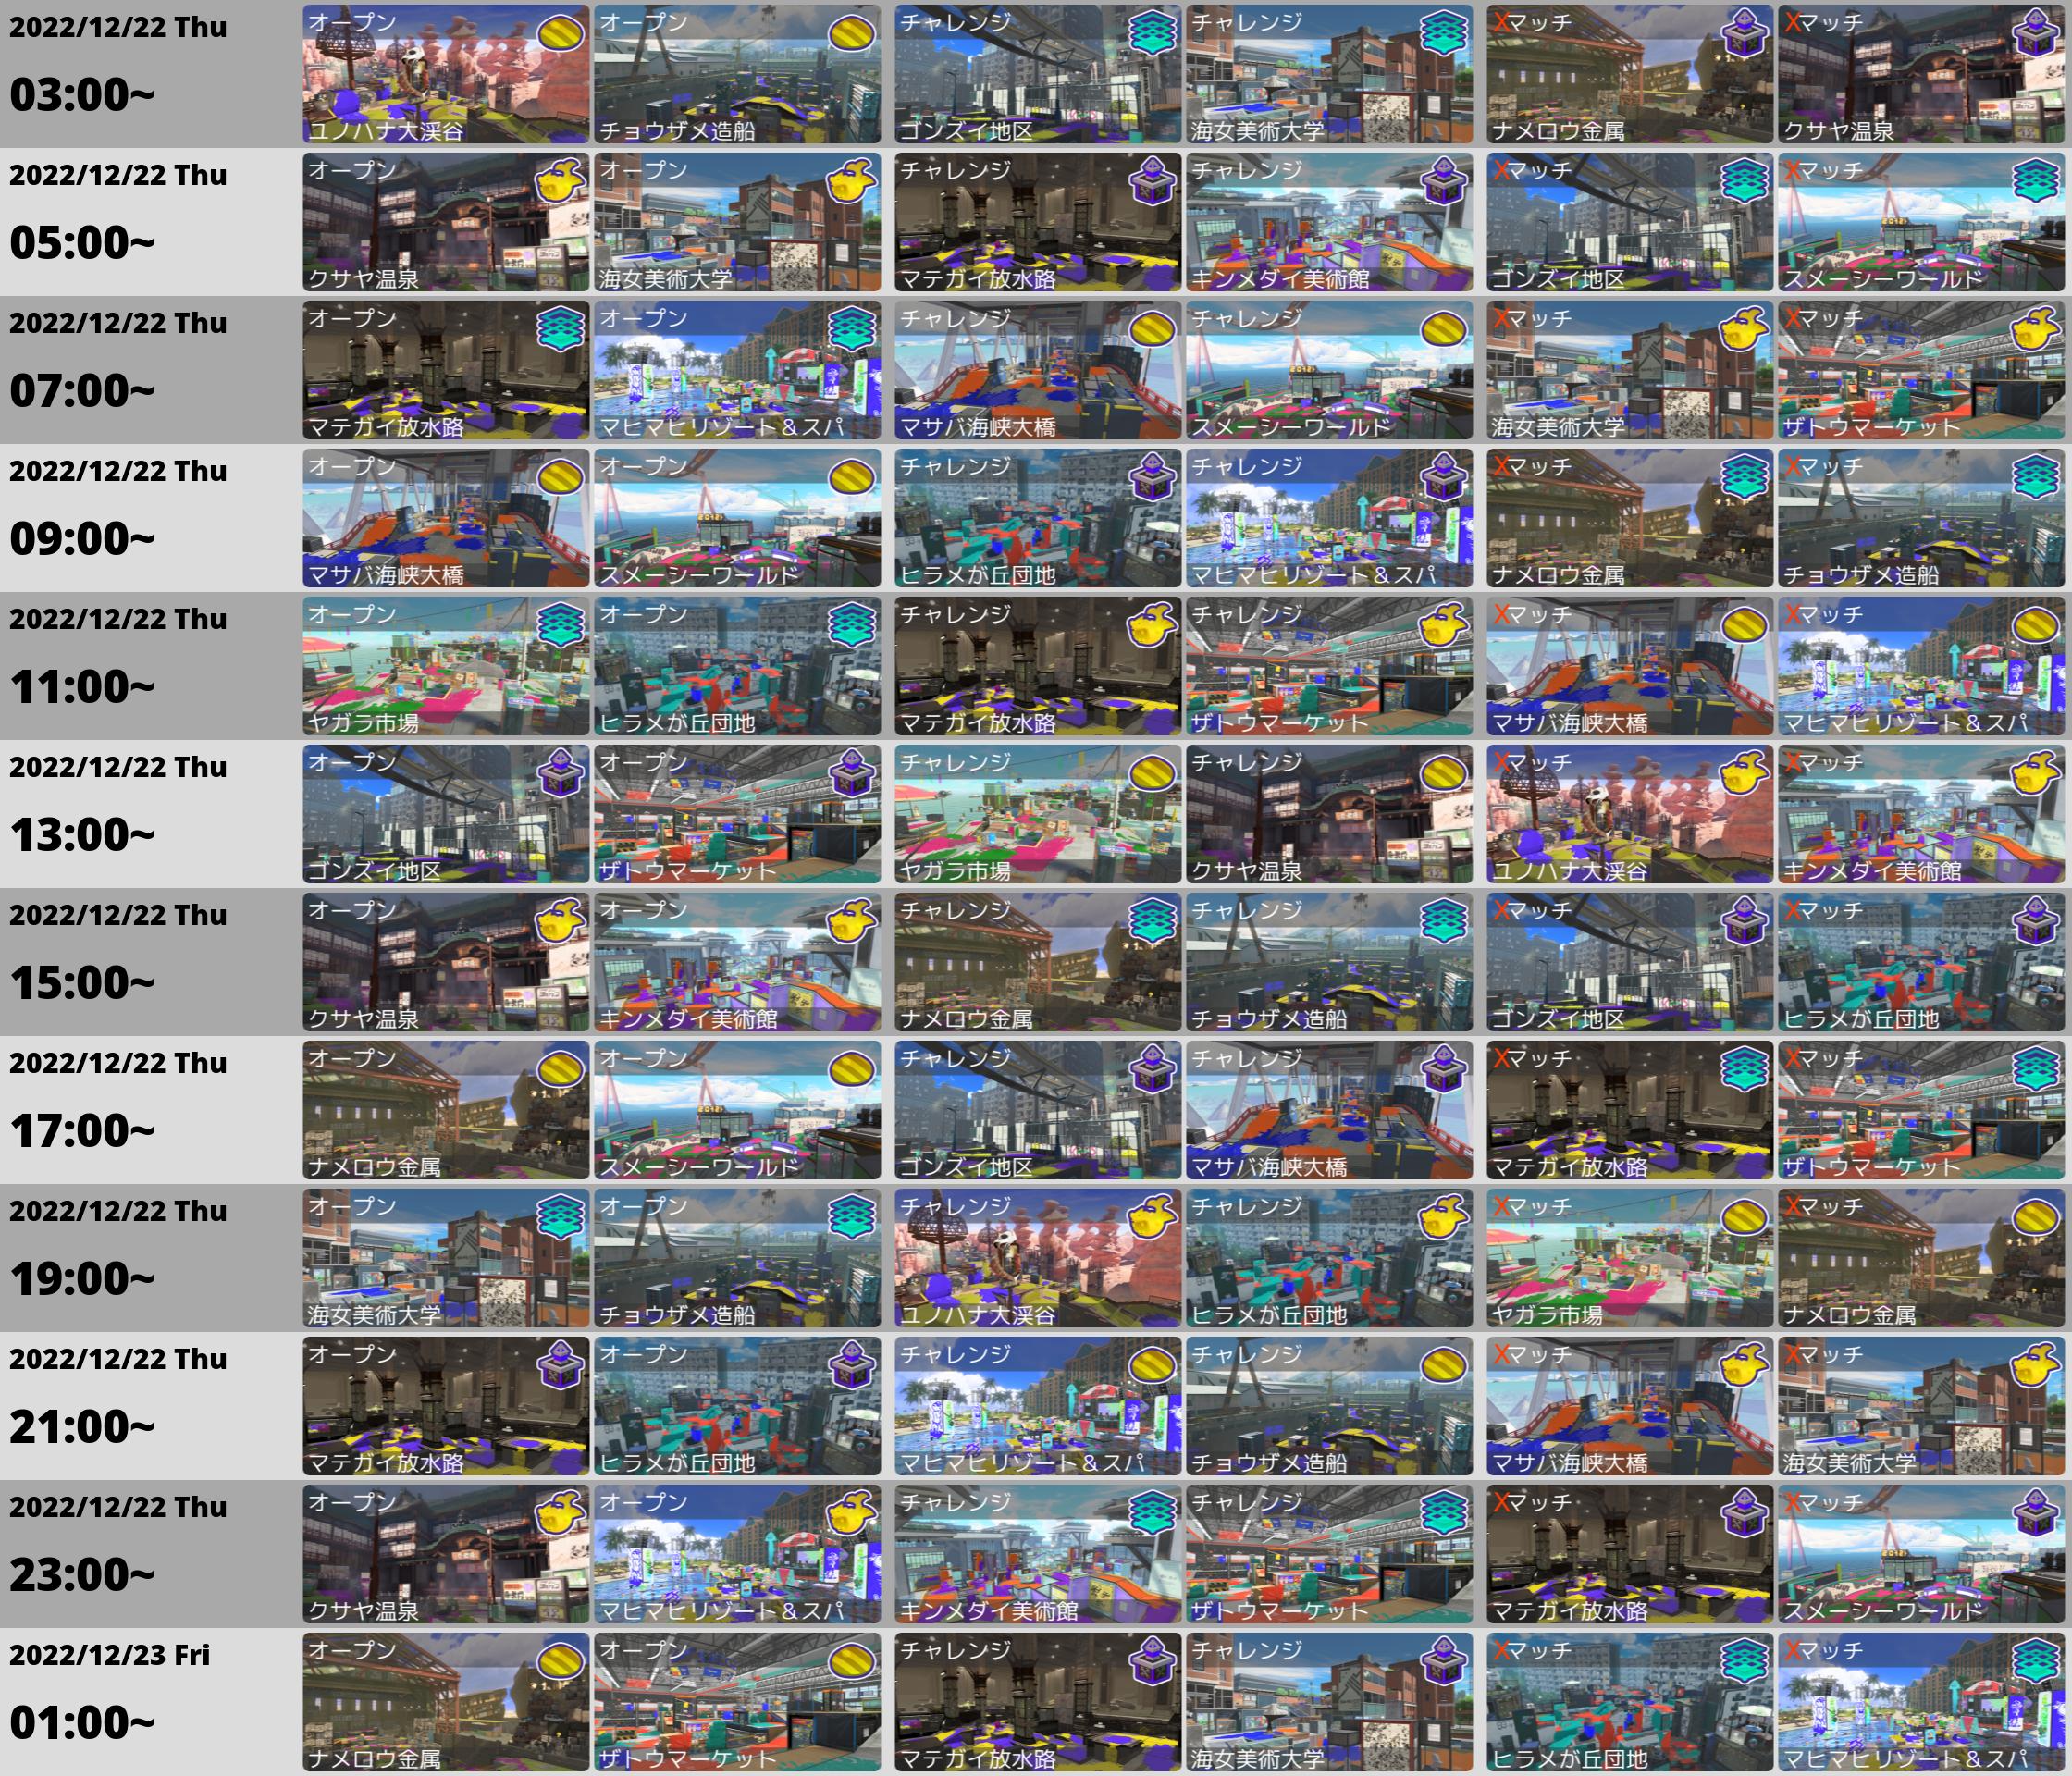 2022/12/22 Thu
03:00~
オープン オープン チャレンジ チャレンジ Xマッチ Xマッチ
ユノハナ大渓谷 チョウザメ造船 ゴンズイ地区 海女美術大学 ナメロウ金属 クサヤ温泉
2022/12/22 Thu
05:00~
オープン オープン チャレンジ チャレンジ Xマッチ Xマッチ
クサヤ温泉 海女美術大学 マテガイ放水路 キンメダイ美術館 ゴンズイ地区 スメーシーワールド
2022/12/22 Thu
07:00~
オープン オープン チャレンジ チャレンジ Xマッチ Xマッチ
マテガイ放水路 マヒマヒリゾート&スパ マサバ海峡大橋 スメーシーワールド 海女美術大学 ザトウマーケット
2022/12/22 Thu
09:00~
オープン オープン チャレンジ チャレンジ Xマッチ Xマッチ
マサバ海峡大橋 スメーシーワールド ヒラメが丘団地 マヒマヒリゾート&スパ ナメロウ金属 チョウザメ造船
2022/12/22 Thu
11:00~
オープン オープン チャレンジ チャレンジ Xマッチ Xマッチ
ヤガラ市場 ヒラメが丘団地 マテガイ放水路 ザトウマーケット マサバ海峡大橋 マヒマヒリゾート&スパ
2022/12/22 Thu
13:00~
オープン オープン チャレンジ チャレンジ Xマッチ Xマッチ
ゴンズイ地区 ザトウマーケット ヤガラ市場 クサヤ温泉 ユノハナ大渓谷 キンメダイ美術館
2022/12/22 Thu
15:00~
オープン オープン チャレンジ チャレンジ Xマッチ Xマッチ
クサヤ温泉 キンメダイ美術館 ナメロウ金属 チョウザメ造船 ゴンズイ地区 ヒラメが丘団地
2022/12/22 Thu
17:00~
オープン オープン チャレンジ チャレンジ Xマッチ Xマッチ
ナメロウ金属 スメーシーワールド ゴンズイ地区 マサバ海峡大橋 マテガイ放水路 ザトウマーケット
2022/12/22 Thu
19:00~
オープン オープン チャレンジ チャレンジ Xマッチ Xマッチ
海女美術大学 チョウザメ造船 ユノハナ大渓谷 ヒラメが丘団地 ヤガラ市場 ナメロウ金属
2022/12/22 Thu
21:00~
オープン オープン チャレンジ チャレンジ Xマッチ Xマッチ
マテガイ放水路 ヒラメが丘団地 マヒマヒリゾート&スパ チョウザメ造船 マサバ海峡大橋 海女美術大学
2022/12/22 Thu
23:00~
オープン オープン チャレンジ チャレンジ Xマッチ Xマッチ
クサヤ温泉 マヒマヒリゾート&スパ キンメダイ美術館 ザトウマーケット マテガイ放水路 スメーシーワールド
2022/12/23 Fri
01:00~
オープン オープン チャレンジ チャレンジ Xマッチ Xマッチ
ナメロウ金属 ザトウマーケット マテガイ放水路 海女美術大学 ヒラメが丘団地 マヒマヒリゾート&スパ